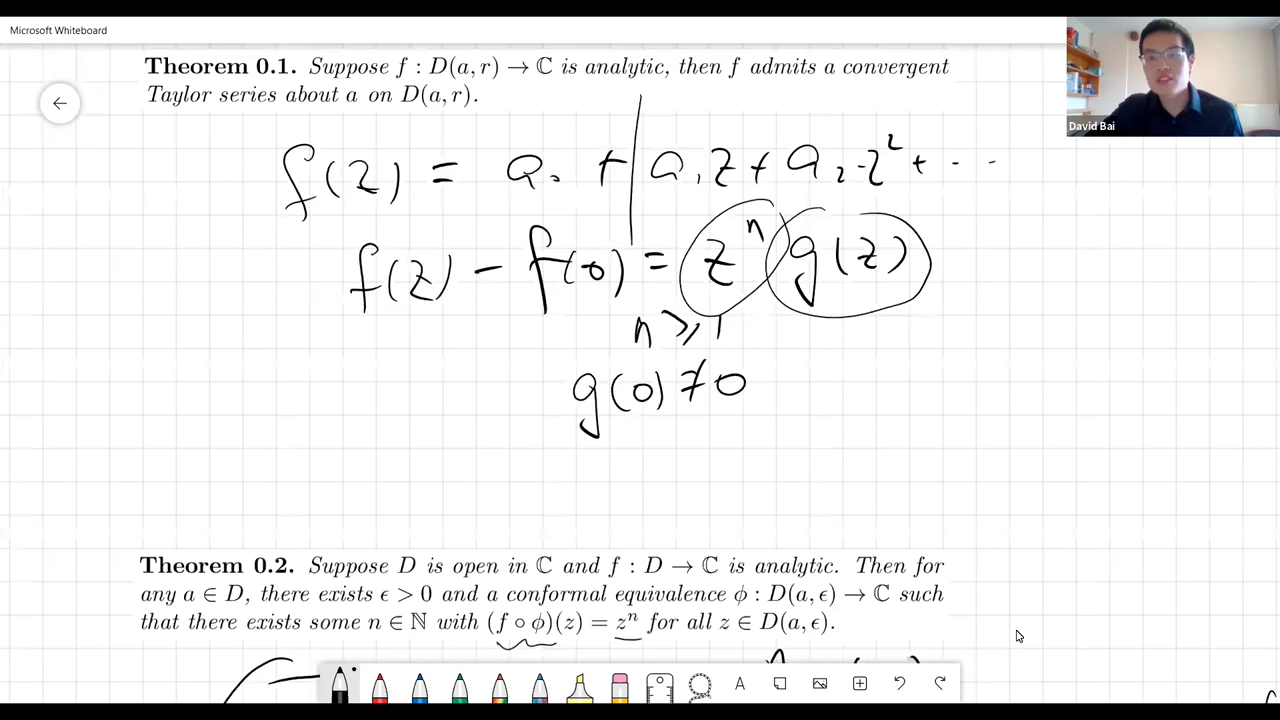 Microsoft Whiteboard
David Bai
Theorem 0.1. Suppose f : D(a, r) → ℂ is analytic, then f admits a convergent
Taylor series about a on D(a, r).
f(z) = a₀ + a₁z + a₂z² + ...
f(z) - f(0) = zⁿ g(z)
n ≥ 1
g(0) ≠ 0
Theorem 0.2. Suppose D is open in ℂ and f : D → ℂ is analytic. Then for
any a ∈ D, there exists ϵ > 0 and a conformal equivalence ϕ : D(a, ϵ) → ℂ such
that there exists some n ∈ ℕ with (f ∘ ϕ)(z) = zⁿ for all z ∈ D(a, ϵ).
A